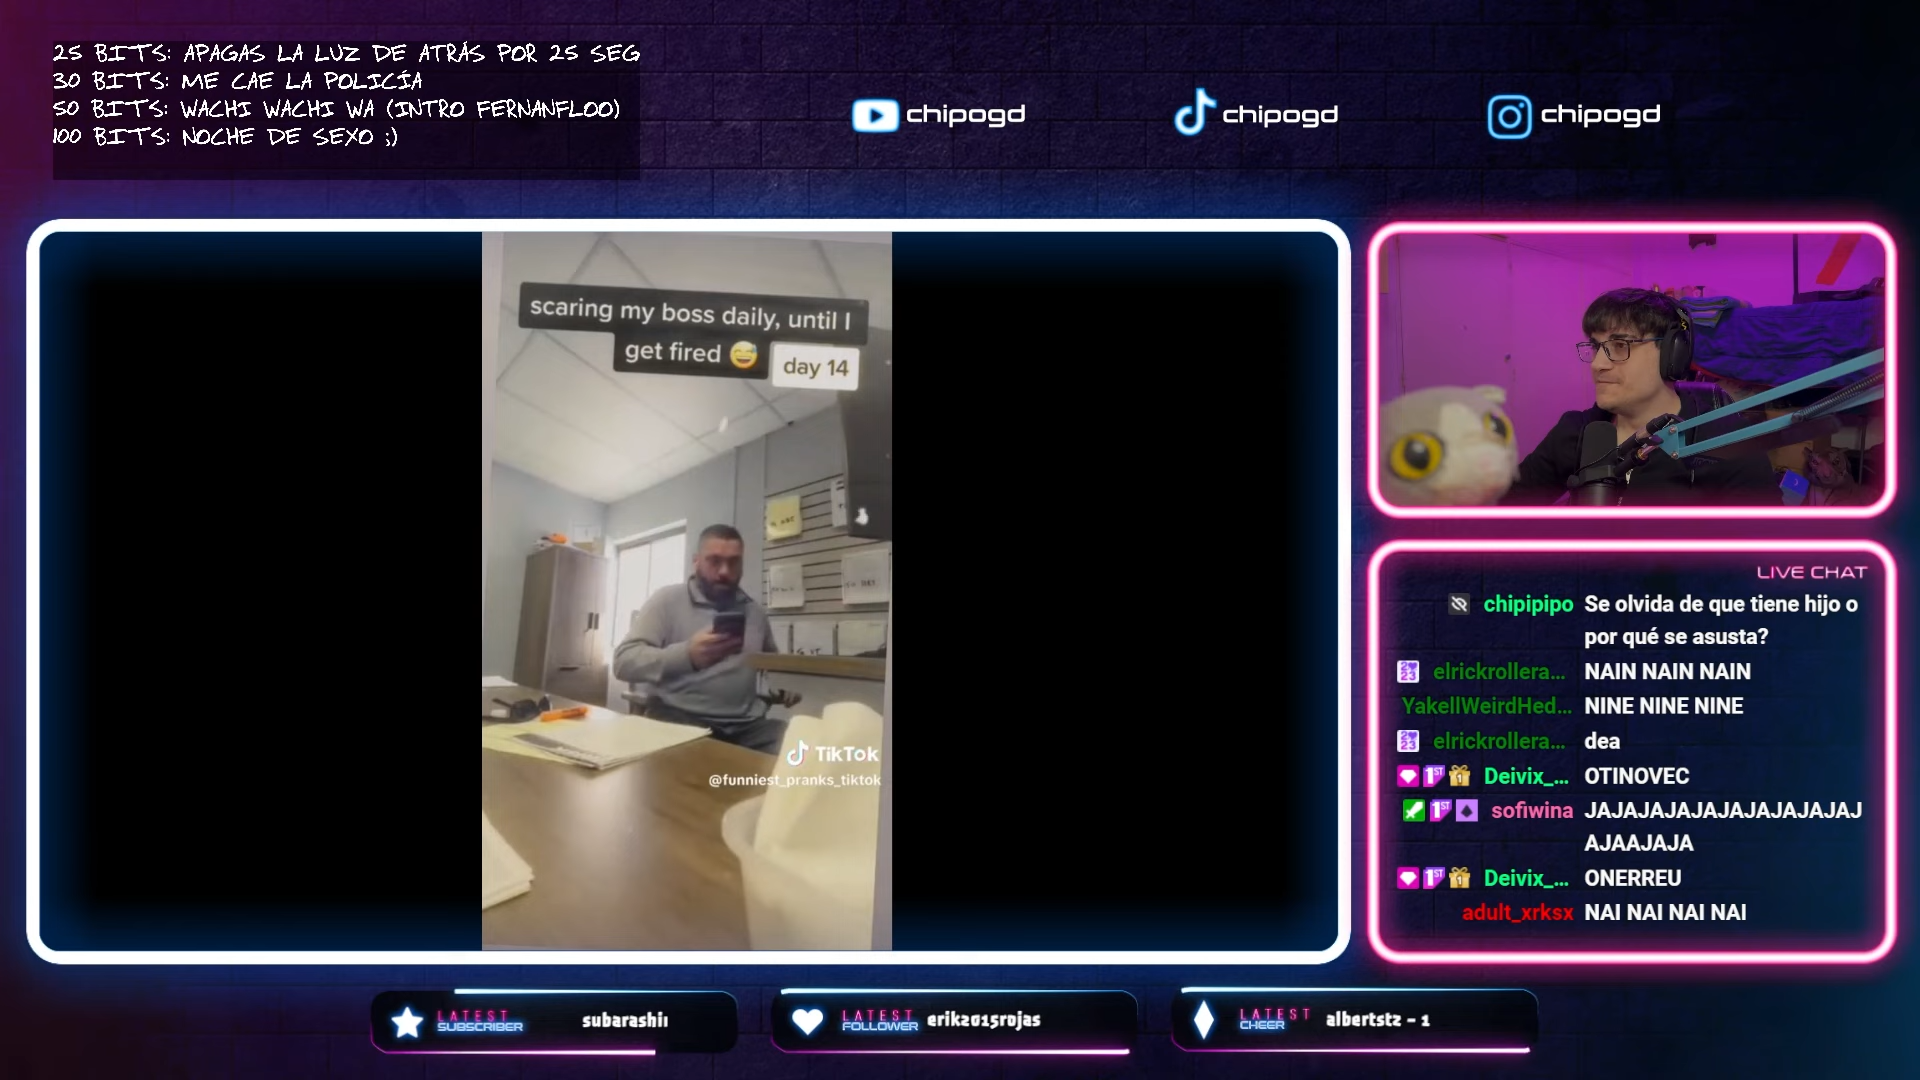 25 BITS: APAGAS LA LUZ DE ATRÁS POR 25 SEG
30 BITS: ME CAE LA POLICÍA
50 BITS: WACHI WACHI WA (INTRO FERNANFLOO)
100 BITS: NOCHE DE SEXO ;)
chipogd
chipogd
chipogd
scaring my boss daily, until I
get fired 😅
day 14
TikTok
@funniest_pranks_tiktok
LIVE CHAT
chipipipo Se olvida de que tiene hijo o
por qué se asusta?
elrickrollera... NAIN NAIN NAIN
YakellWeirdHed... NINE NINE NINE
elrickrollera... dea
Deivix_... OTINOVEC
sofiwina JAJAJAJAJAJAJAJAJAJAJ
AJAAJAJA
Deivix_... ONERREU
adult_xrksx NAI NAI NAI NAI
LATEST
SUBSCRIBER
subarashii
LATEST
FOLLOWER
erik2015rojas
LATEST
CHEER
albertstz - 1